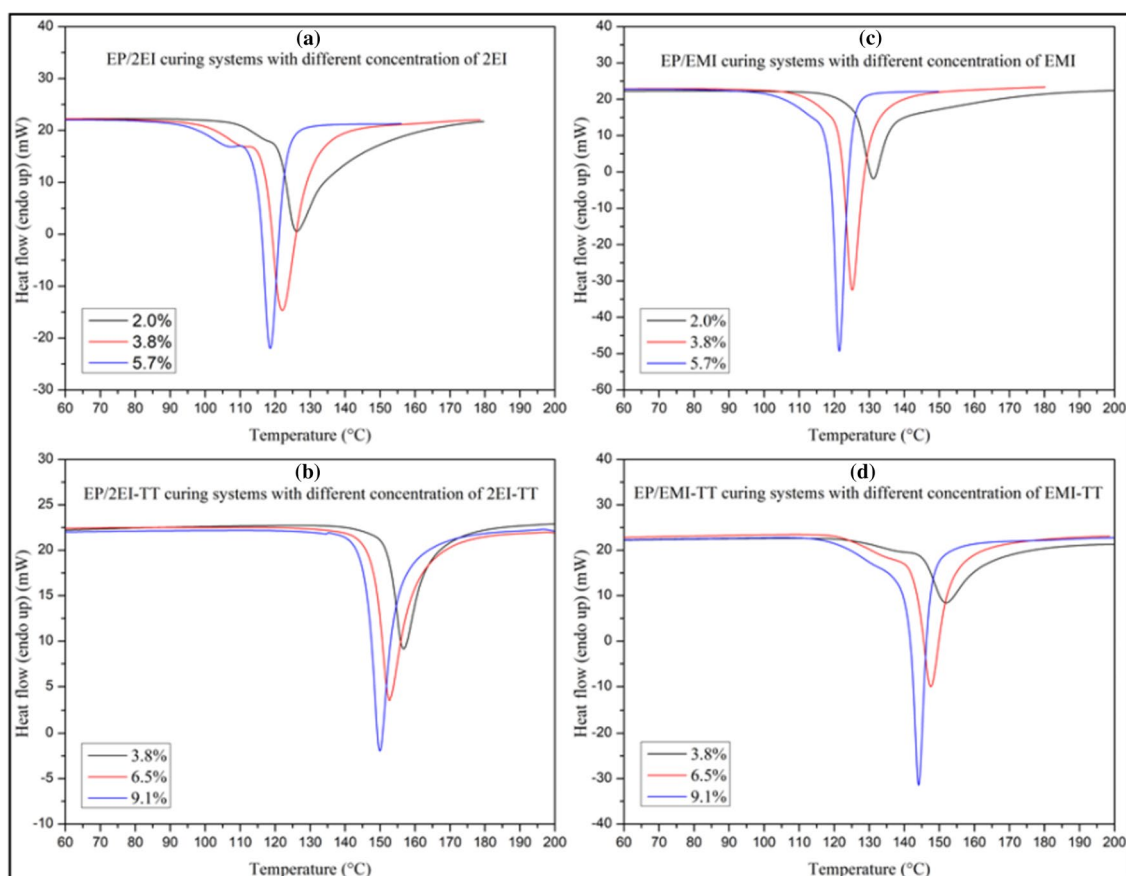 (a)
EP/2EI curing systems with different concentration of 2EI
Heat flow (endo up) (mW)
40
30
20
10
0
-10
-20
-30
2.0%
3.8%
5.7%
60 70 80 90 100 110 120 130 140 150 160 170 180 190 200
Temperature (°C)
(c)
EP/EMI curing systems with different concentration of EMI
Heat flow (endo up) (mW)
40
30
20
10
0
-10
-20
-30
-40
-50
-60
2.0%
3.8%
5.7%
60 70 80 90 100 110 120 130 140 150 160 170 180 190 200
Temperature (°C)
(b)
EP/2EI-TT curing systems with different concentration of 2EI-TT
Heat flow (endo up) (mW)
30
25
20
15
10
5
0
-5
-10
3.8%
6.5%
9.1%
60 70 80 90 100 110 120 130 140 150 160 170 180 190 200
Temperature (°C)
(d)
EP/EMI-TT curing systems with different concentration of EMI-TT
Heat flow (endo up) (mW)
40
30
20
10
0
-10
-20
-30
-40
3.8%
6.5%
9.1%
60 70 80 90 100 110 120 130 140 150 160 170 180 190 200
Temperature (°C)